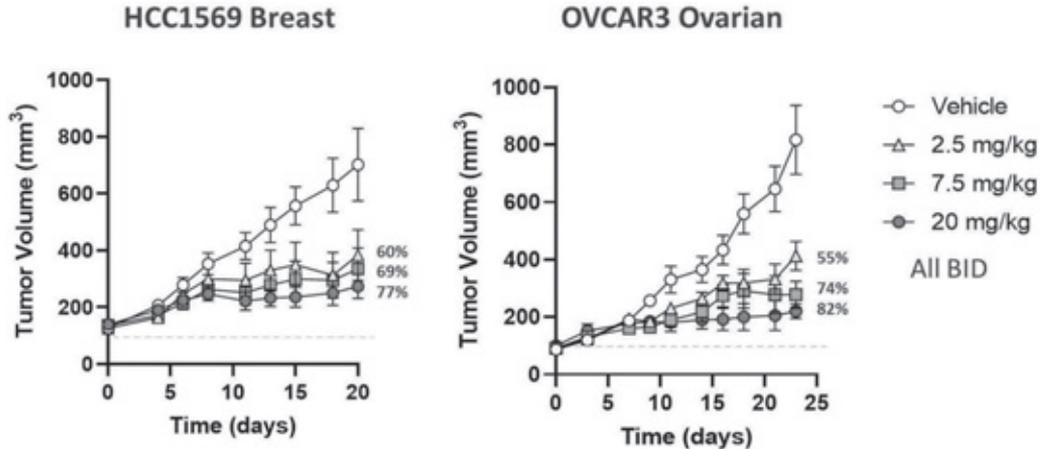 HCC1569 Breast
Tumor Volume (mm³)
1000
800
600
400
200
0
60%
69%
77%
0 5 10 15 20
Time (days)
OVCAR3 Ovarian
Tumor Volume (mm³)
1000
800
600
400
200
0
55%
74%
82%
0 5 10 15 20 25
Time (days)
Vehicle
2.5 mg/kg
7.5 mg/kg
20 mg/kg
All BID